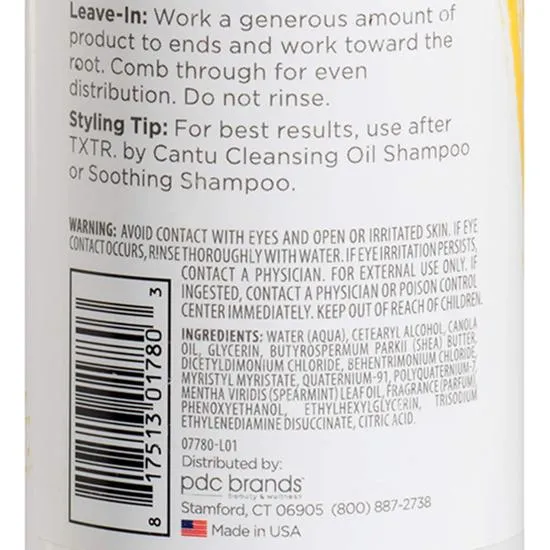 Leave-In: Work a generous amount of
product to ends and work toward the
root. Comb through for even
distribution. Do not rinse.
Styling Tip: For best results, use after
TXTR. by Cantu Cleansing Oil Shampoo
or Soothing Shampoo.
WARNING: AVOID CONTACT WITH EYES AND OPEN OR IRRITATED SKIN. IF EYE
CONTACT OCCURS, RINSE THOROUGHLY WITH WATER. IF EYE IRRITATION PERSISTS,
CONTACT A PHYSICIAN. FOR EXTERNAL USE ONLY. IF
INGESTED, CONTACT A PHYSICIAN OR POISON CONTROL
CENTER IMMEDIATELY. KEEP OUT OF REACH OF CHILDREN.
INGREDIENTS: WATER (AQUA), CETEARYL ALCOHOL, CANOLA
OIL, GLYCERIN, BUTYROSPERMUM PARKII (SHEA) BUTTER,
DICETYLDIMONIUM CHLORIDE, BEHENTRIMONIUM CHLORIDE,
MYRISTYL MYRISTATE, QUATERNIUM-91, POLYQUATERNIUM-7,
MENTHA VIRIDIS (SPEARMINT) LEAF OIL, FRAGRANCE (PARFUM),
PHENOXYETHANOL, ETHYLHEXYLGLYCERIN, TRISODIUM
ETHYLENEDIAMINE DISUCCINATE, CITRIC ACID.
8 17513 01780 3
07780-L01
Distributed by:
pdc brands
beauty & wellness
Stamford, CT 06905 (800) 887-2738
Made in USA